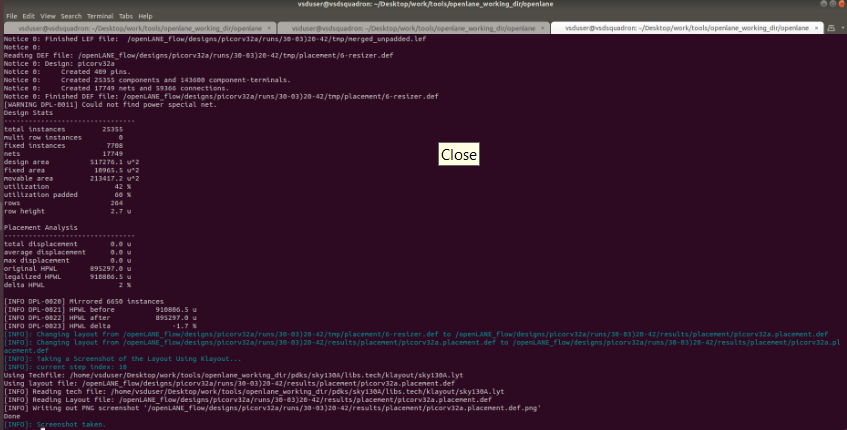 vsduser@vsdsquadron: ~/Desktop/work/tools/openlane_working_dir/openlane
File Edit View Search Terminal Tabs Help
vsduser@vsdsquadron: ~/Desktop/work/tools/openlane_working_dir/openlane × vsduser@vsdsquadron: ~/Desktop/work/tools/openlane_working_dir/openlane × vsduser@vsdsquadron: ~/Desktop/work/tools/openlane_working_dir/openlane ×
Notice 0: Finished LEF file: /openLANE_flow/designs/picorv32a/runs/30-03}20-42/tmp/merged_unpadded.lef
Notice 0:
Reading DEF file: /openLANE_flow/designs/picorv32a/runs/30-03}20-42/tmp/placement/6-resizer.def
Notice 0: Design: picorv32a
Notice 0: Created 409 pins.
Notice 0: Created 25355 components and 143600 component-terminals.
Notice 0: Created 17749 nets and 59366 connections.
Notice 0: Finished DEF file: /openLANE_flow/designs/picorv32a/runs/30-03}20-42/tmp/placement/6-resizer.def
[WARNING DPL-0011] Could not find power special net.
Design Stats
--------------------------------
total instances 25355
multi row instances 0
fixed instances 7708
nets 17749
design area 517276.1 u^2
fixed area 10965.5 u^2
movable area 213417.2 u^2
utilization 42 %
utilization padded 60 %
rows 264
row height 2.7 u
Close
Placement Analysis
--------------------------------
total displacement 0.0 u
average displacement 0.0 u
max displacement 0.0 u
original HPWL 895297.0 u
legalized HPWL 910806.5 u
delta HPWL 2 %
[INFO DPL-0020] Mirrored 6650 instances
[INFO DPL-0021] HPWL before 910806.5 u
[INFO DPL-0022] HPWL after 895297.0 u
[INFO DPL-0023] HPWL delta -1.7 %
[INFO]: Changing layout from /openLANE_flow/designs/picorv32a/runs/30-03}20-42/tmp/placement/6-resizer.def to /openLANE_flow/designs/picorv32a/runs/30-03}20-42/results/placement/picorv32a.placement.def
[INFO]: Changing layout from /openLANE_flow/designs/picorv32a/runs/30-03}20-42/results/placement/picorv32a.placement.def to /openLANE_flow/designs/picorv32a/runs/30-03}20-42/results/placement/picorv32a.pl
acement.def
[INFO]: Taking a Screenshot of the Layout Using Klayout...
[INFO]: current step index: 10
Using Techfile: /home/vsduser/Desktop/work/tools/openlane_working_dir/pdks/sky130A/libs.tech/klayout/sky130A.lyt
Using layout file: /openLANE_flow/designs/picorv32a/runs/30-03}20-42/results/placement/picorv32a.placement.def
[INFO] Reading tech file: /home/vsduser/Desktop/work/tools/openlane_working_dir/pdks/sky130A/libs.tech/klayout/sky130A.lyt
[INFO] Reading Layout file: /openLANE_flow/designs/picorv32a/runs/30-03}20-42/results/placement/picorv32a.placement.def
[INFO] Writing out PNG screenshot '/openLANE_flow/designs/picorv32a/runs/30-03}20-42/results/placement/picorv32a.placement.def.png'
Done
[INFO]: Screenshot taken.